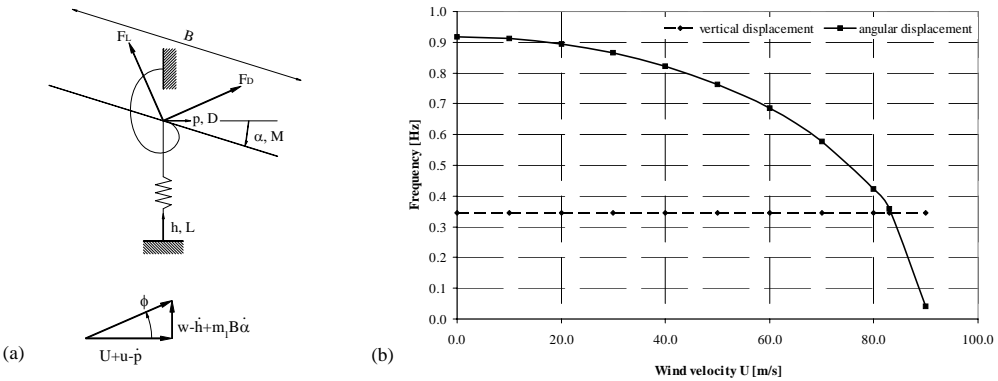 B
F_L
F_D
p, D
α, M
h, L
ϕ
w-ḣ+m₁Bα̇
U+u-ṗ
(a)
vertical displacement
angular displacement
Frequency [Hz]
1.0
0.9
0.8
0.7
0.6
0.5
0.4
0.3
0.2
0.1
0.0
0.0 20.0 40.0 60.0 80.0 100.0
Wind velocity U [m/s]
(b)